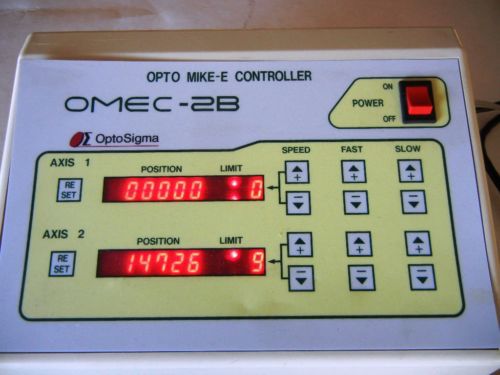 OPTO MIKE-E CONTROLLER
OMEC-2B
ON
POWER
OFF
OptoSigma
AXIS 1
POSITION LIMIT SPEED FAST SLOW
RE
SET
00000 0
+ + +
− − −
AXIS 2
POSITION LIMIT
RE
SET
14726 9
+ + +
− − −